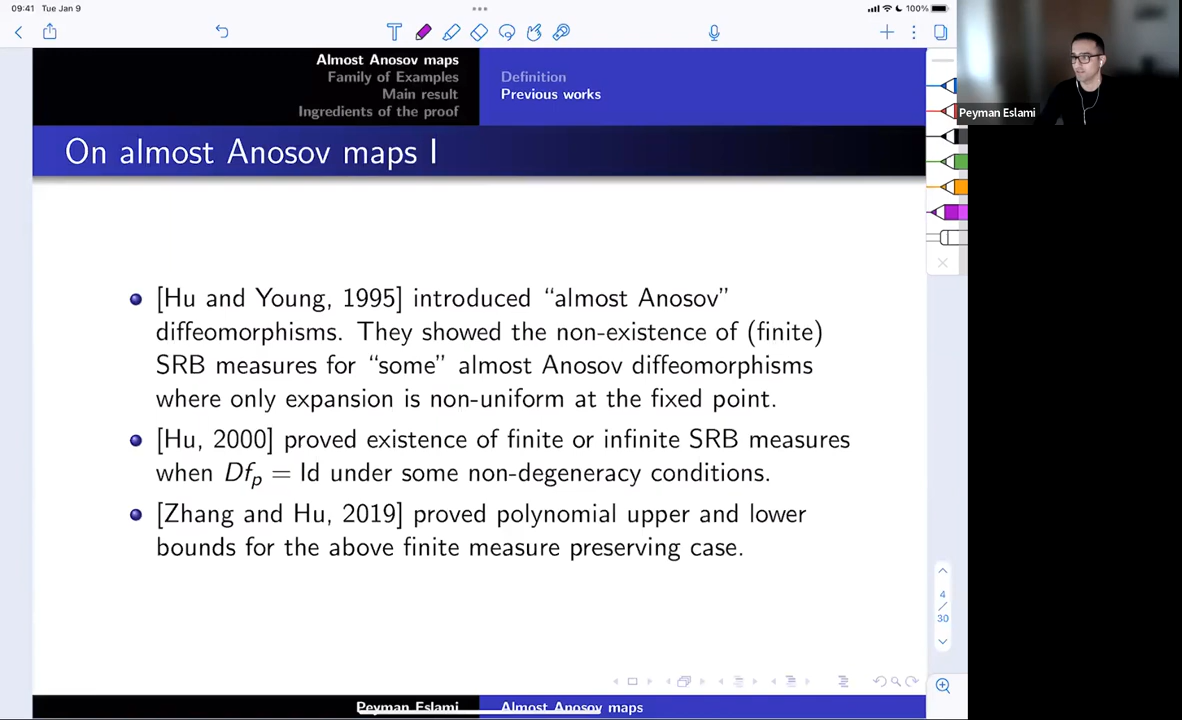 09:41 Tue Jan 9
100%
Almost Anosov maps
Family of Examples
Main result
Ingredients of the proof
Definition
Previous works
Peyman Eslami
On almost Anosov maps I
[Hu and Young, 1995] introduced “almost Anosov”
diffeomorphisms. They showed the non-existence of (finite)
SRB measures for “some” almost Anosov diffeomorphisms
where only expansion is non-uniform at the fixed point.
[Hu, 2000] proved existence of finite or infinite SRB measures
when Df_p = Id under some non-degeneracy conditions.
[Zhang and Hu, 2019] proved polynomial upper and lower
bounds for the above finite measure preserving case.
4
/
30
Peyman Eslami
Almost Anosov maps